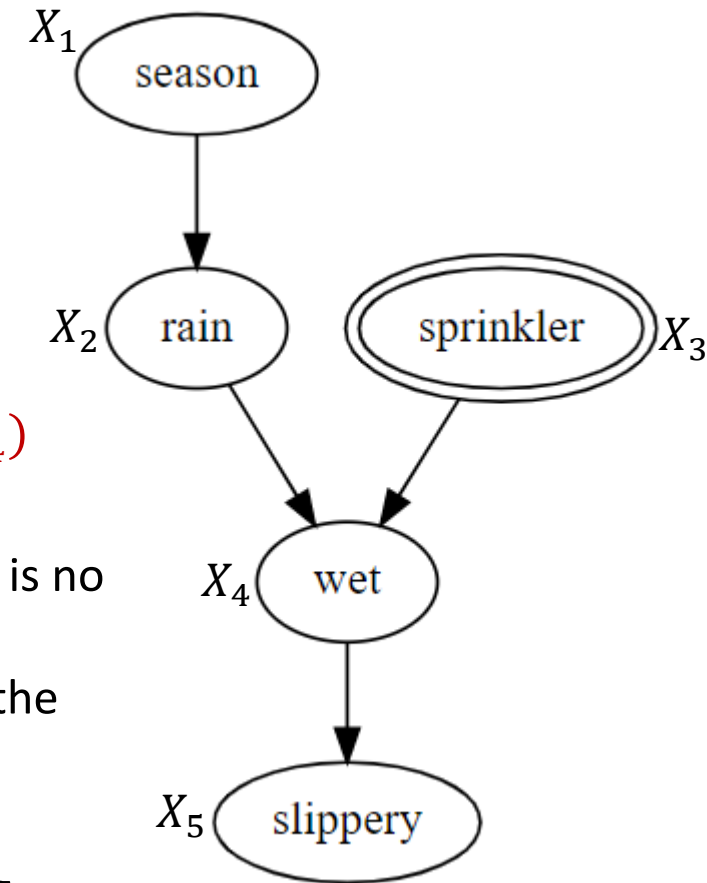 X₁
season
X₂
rain
sprinkler
X₃
)
is no
X₄
wet
the
X₅
slippery